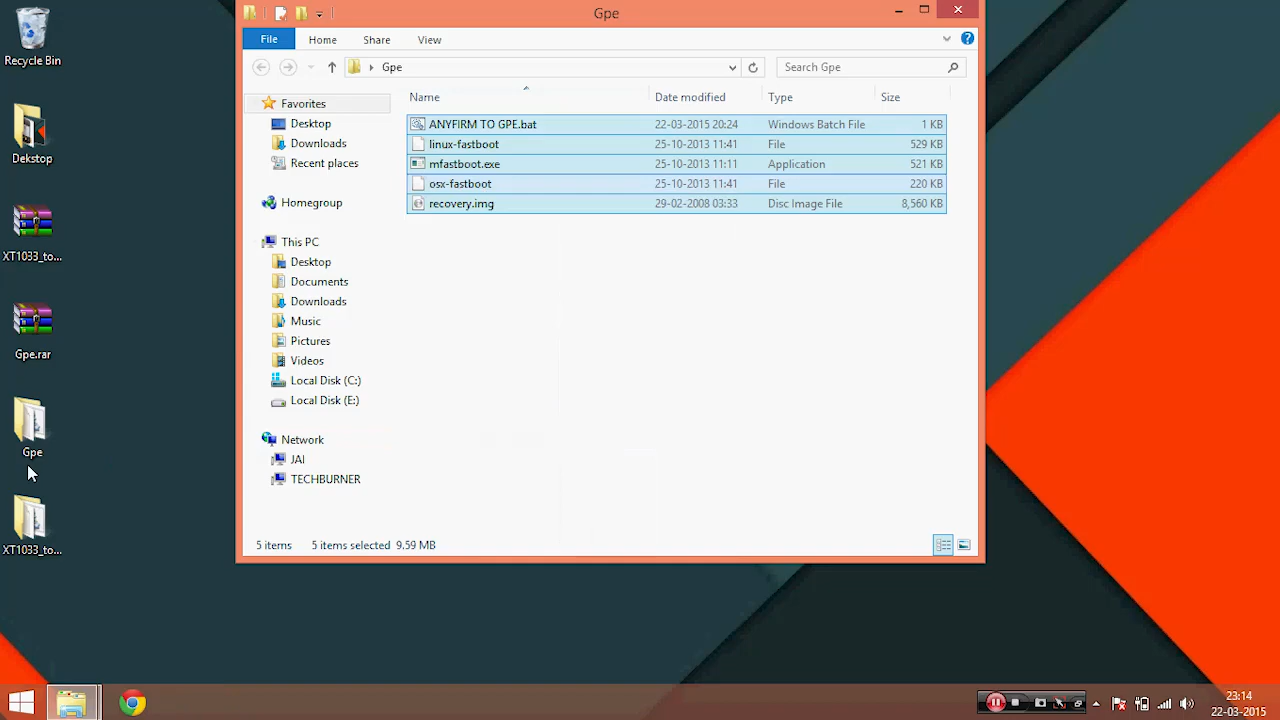 Gpe
File Home Share View
Gpe Search Gpe
Name Date modified Type Size
Favorites
Desktop
Downloads
Recent places
Homegroup
This PC
Desktop
Documents
Downloads
Music
Pictures
Videos
Local Disk (C:)
Local Disk (E:)
Network
JAI
TECHBURNER
ANYFIRM TO GPE.bat 22-03-2015 20:24 Windows Batch File 1 KB
linux-fastboot 25-10-2013 11:41 File 529 KB
mfastboot.exe 25-10-2013 11:11 Application 521 KB
osx-fastboot 25-10-2013 11:41 File 220 KB
recovery.img 29-02-2008 03:33 Disc Image File 8,560 KB
5 items 5 items selected 9.59 MB
Recycle Bin
Dekstop
XT1033_to...
Gpe.rar
Gpe
XT1033_to...
23:14
22-03-2015